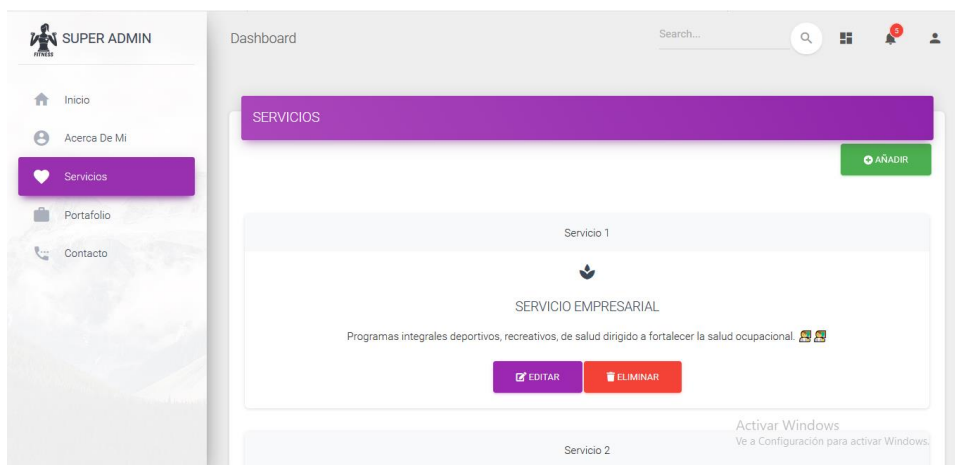 FITNESS
SUPER ADMIN
Dashboard
Search...
5
Inicio
Acerca De Mi
Servicios
Portafolio
Contacto
SERVICIOS
AÑADIR
Servicio 1
SERVICIO EMPRESARIAL
Programas integrales deportivos, recreativos, de salud dirigido a fortalecer la salud ocupacional.
EDITAR
ELIMINAR
Activar Windows
Ve a Configuración para activar Windows.
Servicio 2